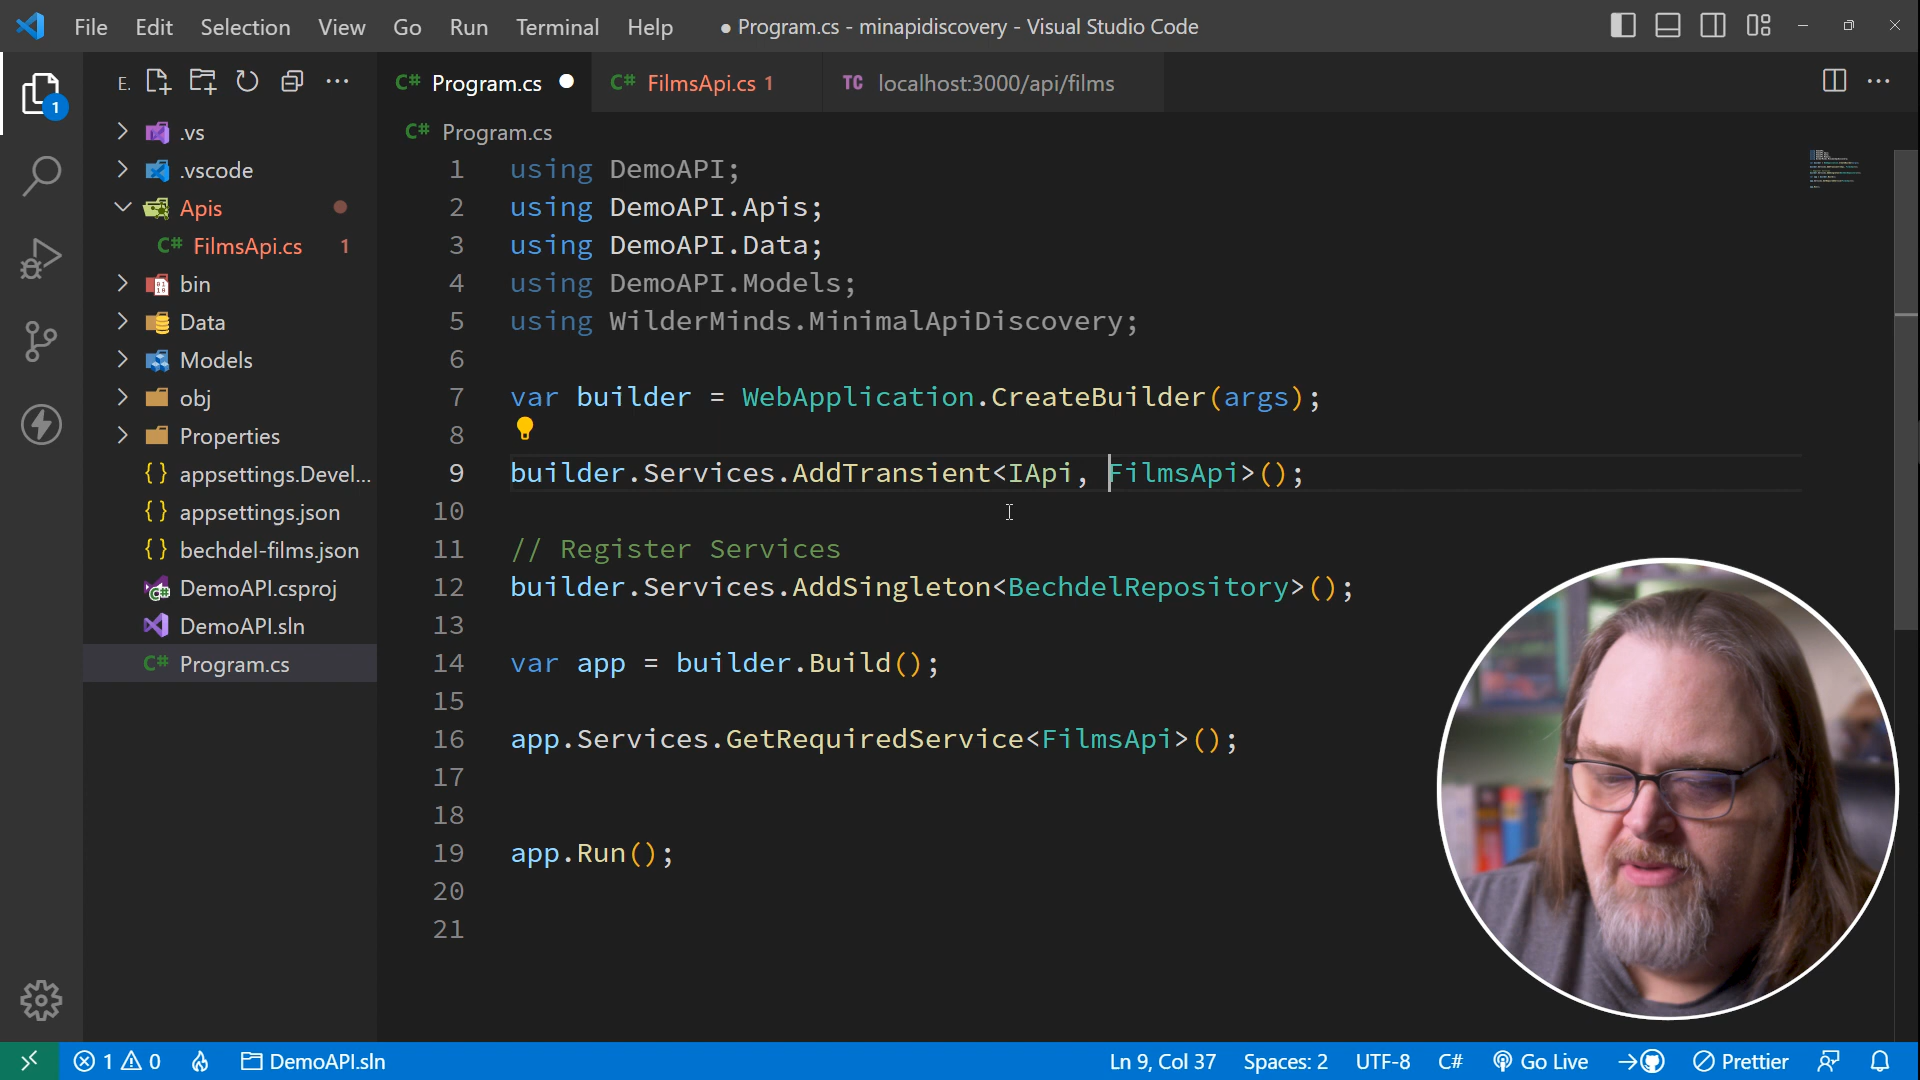 File Edit Selection View Go Run Terminal Help ● Program.cs - minapidiscovery - Visual Studio Code
E.
C# Program.cs
C# FilmsApi.cs 1
TC localhost:3000/api/films
1
.vs
.vscode
Apis
C# FilmsApi.cs 1
bin
Data
Models
obj
Properties
{} appsettings.Devel...
{} appsettings.json
{} bechdel-films.json
DemoAPI.csproj
DemoAPI.sln
C# Program.cs
C# Program.cs
1 using DemoAPI;
2 using DemoAPI.Apis;
3 using DemoAPI.Data;
4 using DemoAPI.Models;
5 using WilderMinds.MinimalApiDiscovery;
6
7 var builder = WebApplication.CreateBuilder(args);
8
9 builder.Services.AddTransient<IApi, FilmsApi>();
10
11 // Register Services
12 builder.Services.AddSingleton<BechdelRepository>();
13
14 var app = builder.Build();
15
16 app.Services.GetRequiredService<FilmsApi>();
17
18
19 app.Run();
20
21
1 0 DemoAPI.sln Ln 9, Col 37 Spaces: 2 UTF-8 C# Go Live Prettier